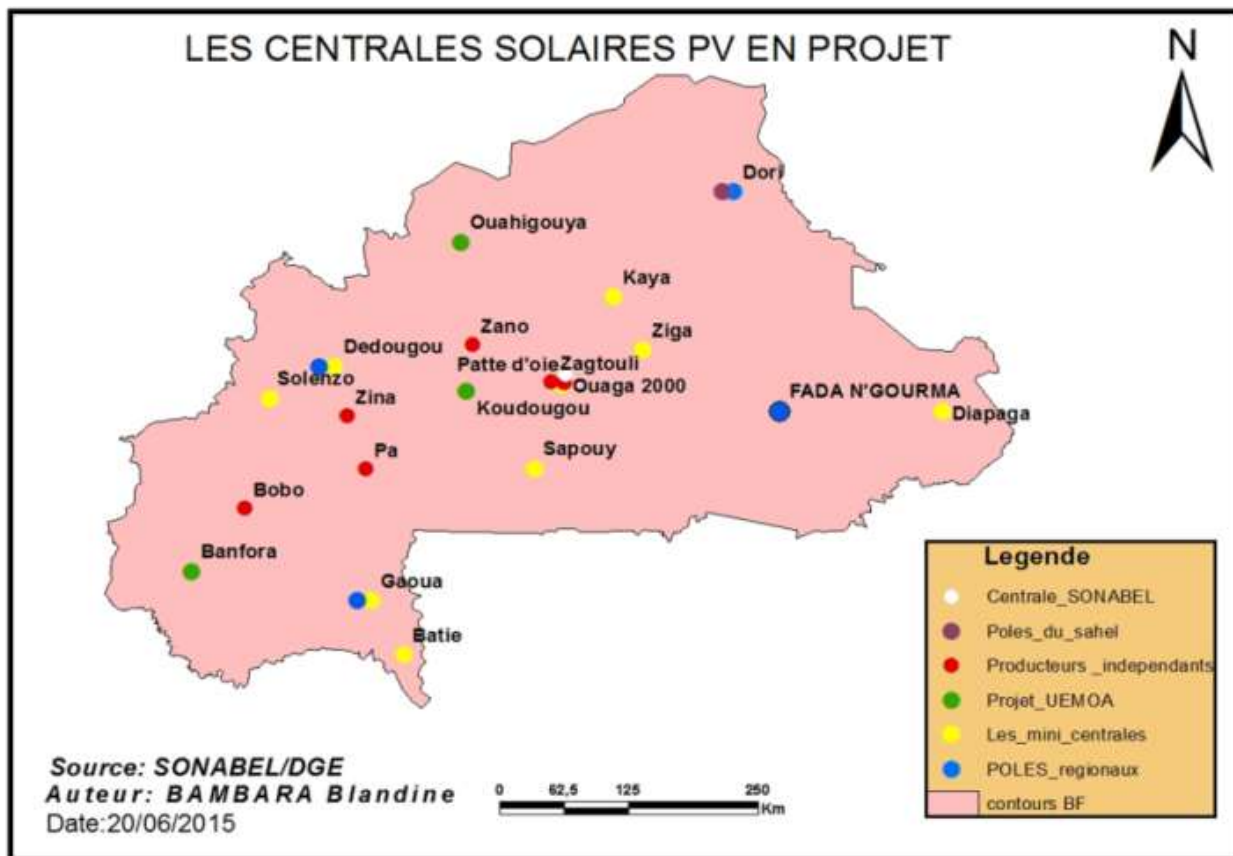 LES CENTRALES SOLAIRES PV EN PROJET
N
Dori
Ouahigouya
Kaya
Zano
Ziga
Dedougou
Patte d'oie
Zagtouli
Solenzo
Ouaga 2000
FADA N'GOURMA
Zina
Koudougou
Diapaga
Pa
Sapouy
Bobo
Banfora
Gaoua
Batie
Legende
Centrale_SONABEL
Poles_du_sahel
Producteurs _independants
Projet_UEMOA
Les_mini_centrales
POLES_regionaux
contours BF
Source: SONABEL/DGE
Auteur: BAMBARA Blandine
Date:20/06/2015
0 62,5 125 250
Km